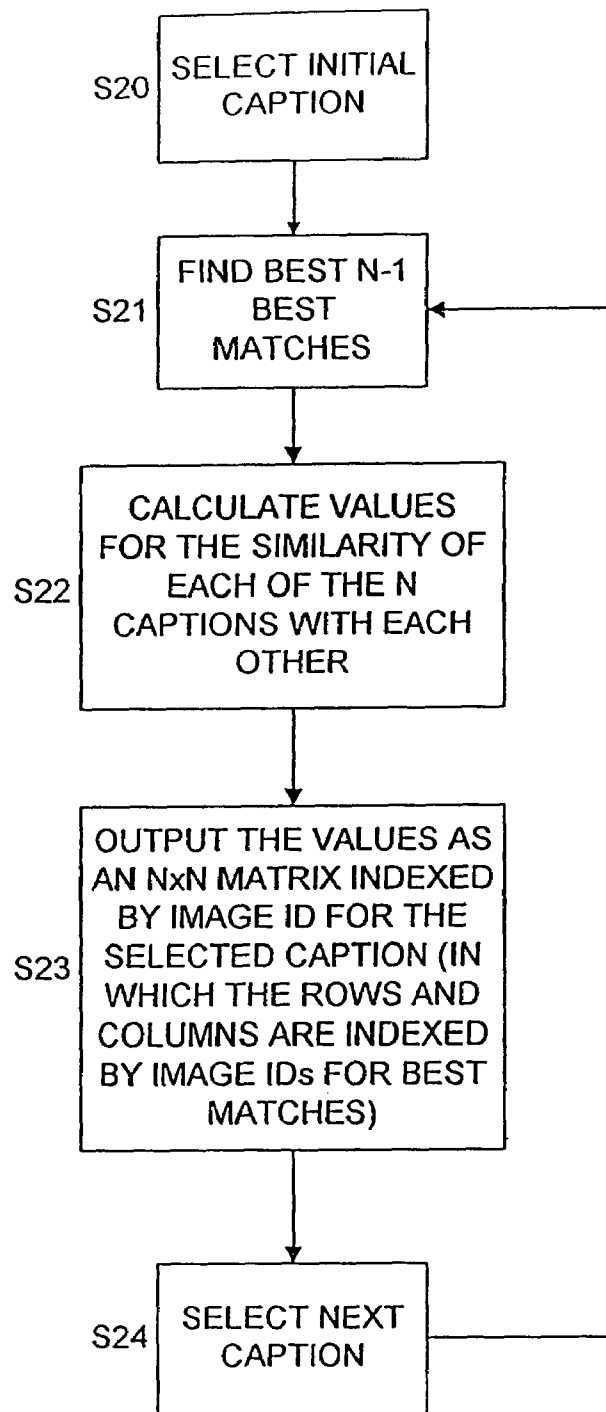 S20
SELECT INITIAL
CAPTION
S21
FIND BEST N-1
BEST
MATCHES
S22
CALCULATE VALUES
FOR THE SIMILARITY OF
EACH OF THE N
CAPTIONS WITH EACH
OTHER
S23
OUTPUT THE VALUES AS
AN NxN MATRIX INDEXED
BY IMAGE ID FOR THE
SELECTED CAPTION (IN
WHICH THE ROWS AND
COLUMNS ARE INDEXED
BY IMAGE IDs FOR BEST
MATCHES)
S24
SELECT NEXT
CAPTION